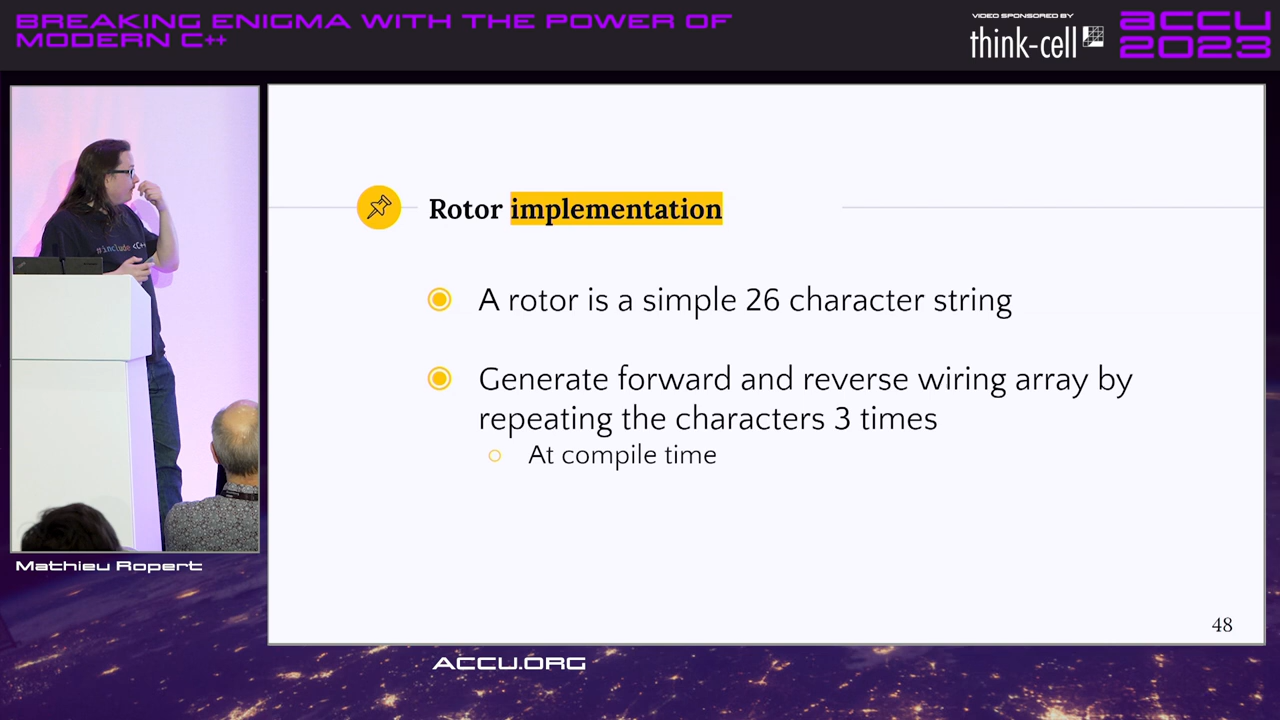 BREAKING ENIGMA WITH THE POWER OF
MODERN C++
VIDEO SPONSORED BY
think-cell
accu
2023
#include <C++>
Rotor implementation
A rotor is a simple 26 character string
Generate forward and reverse wiring array by
repeating the characters 3 times
At compile time
48
Mathieu Ropert
ACCU.ORG